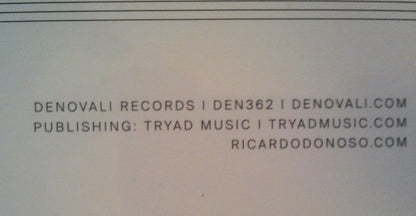 DENOVALI RECORDS I DEN362 I DENOVALI.COM
PUBLISHING: TRYAD MUSIC I TRYADMUSIC.COM
RICARDODONOSO.COM